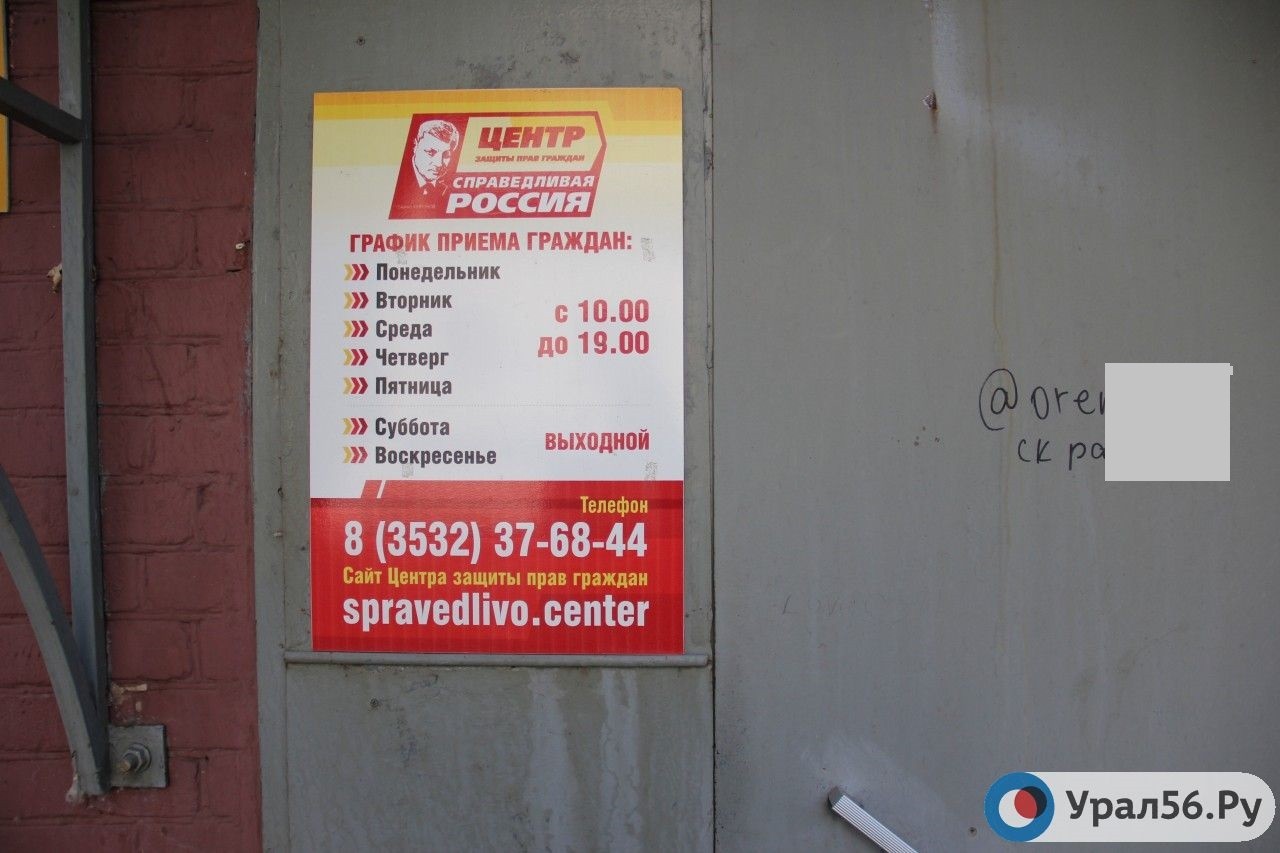 ЦЕНТР
ЗАЩИТЫ ПРАВ ГРАЖДАН
СПРАВЕДЛИВАЯ
РОССИЯ
ГРАФИК ПРИЕМА ГРАЖДАН:
Понедельник
Вторник
Среда
Четверг
Пятница
с 10.00
до 19.00
Суббота
Воскресенье
ВЫХОДНОЙ
Телефон
8 (3532) 37-68-44
Сайт Центра защиты прав граждан
spravedlivo.center
ск
Урал56.Ру